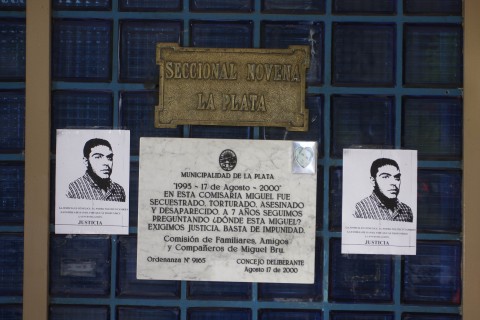 SECCIONAL NOVENA
LA PLATA
MUNICIPALIDAD DE LA PLATA
"1993 - 17 de Agosto - 2000"
EN ESTA COMISARIA MIGUEL FUE
SECUESTRADO, TORTURADO, ASESINADO
Y DESAPARECIDO. A 7 AÑOS SEGUIMOS
PREGUNTANDO ¿DÓNDE ESTA MIGUEL?
EXIGIMOS JUSTICIA, BASTA DE IMPUNIDAD.
Comisión de Familiares, Amigos
y Compañeros de Miguel Bru.
Ordenanza Nº 9165
CONCEJO DELIBERANTE
Agosto 17 de 2000
JUSTICIA
JUSTICIA